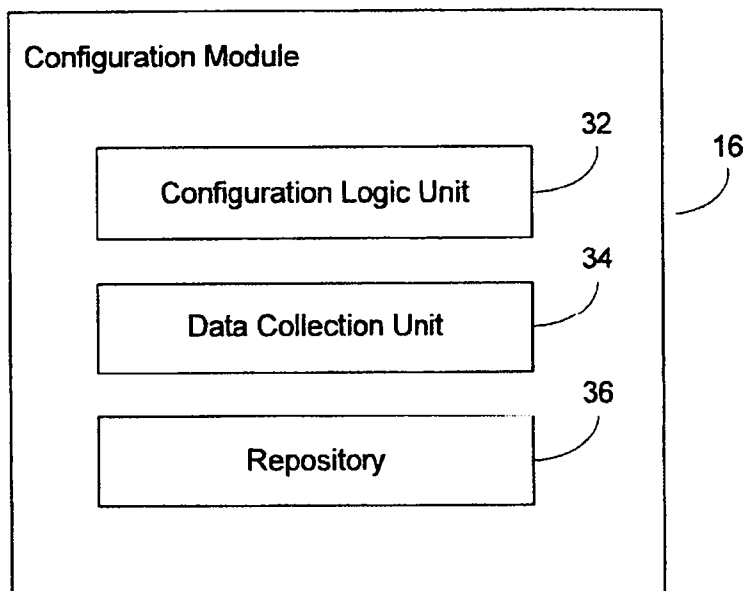 Configuration Module
32
16
Configuration Logic Unit
34
Data Collection Unit
36
Repository